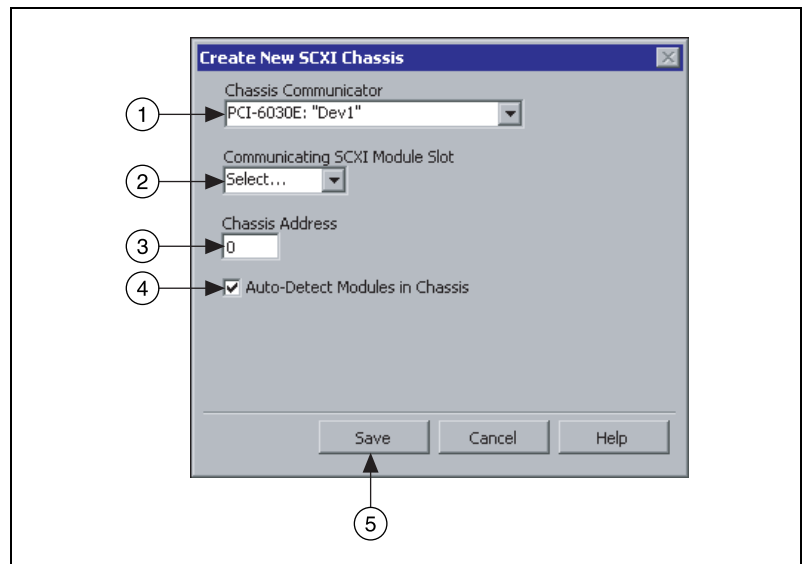 Create New SCXI Chassis
Chassis Communicator
1
PCI-6030E: "Dev1"
Communicating SCXI Module Slot
2
Select...
Chassis Address
3
0
4
Auto-Detect Modules in Chassis
Save
Cancel
Help
5